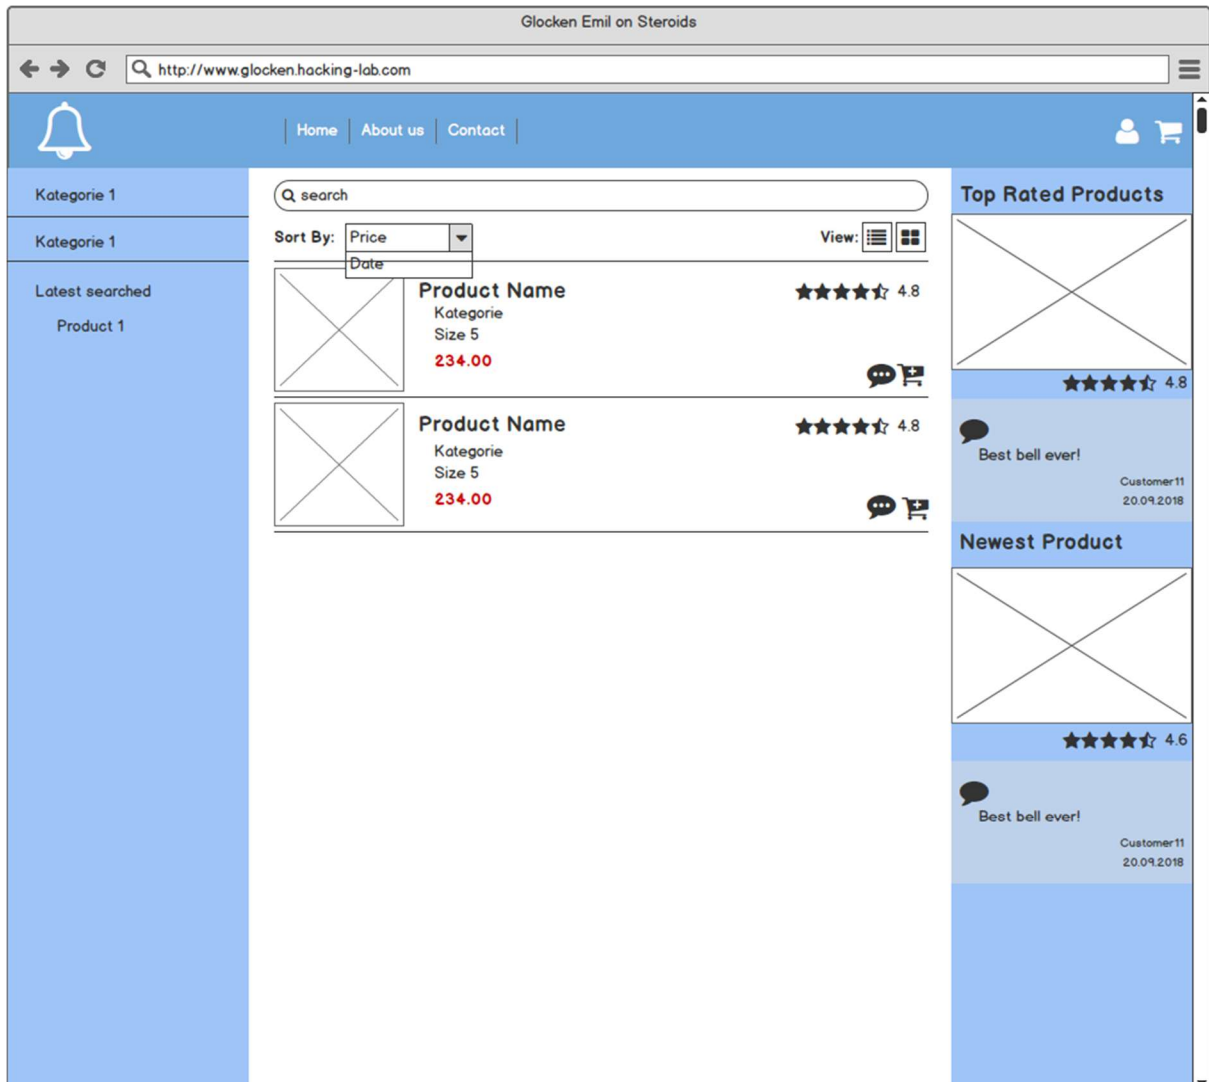 Glocken Emil on Steroids
http://www.glocken.hacking-lab.com
Home About us Contact
Kategorie 1
Kategorie 1
Latest searched
Product 1
search
Sort By: Price View:
Date
Product Name 4.8
Kategorie
Size 5
234.00
Product Name 4.8
Kategorie
Size 5
234.00
Top Rated Products
4.8
Best bell ever!
Customer11
20.09.2018
Newest Product
4.6
Best bell ever!
Customer11
20.09.2018